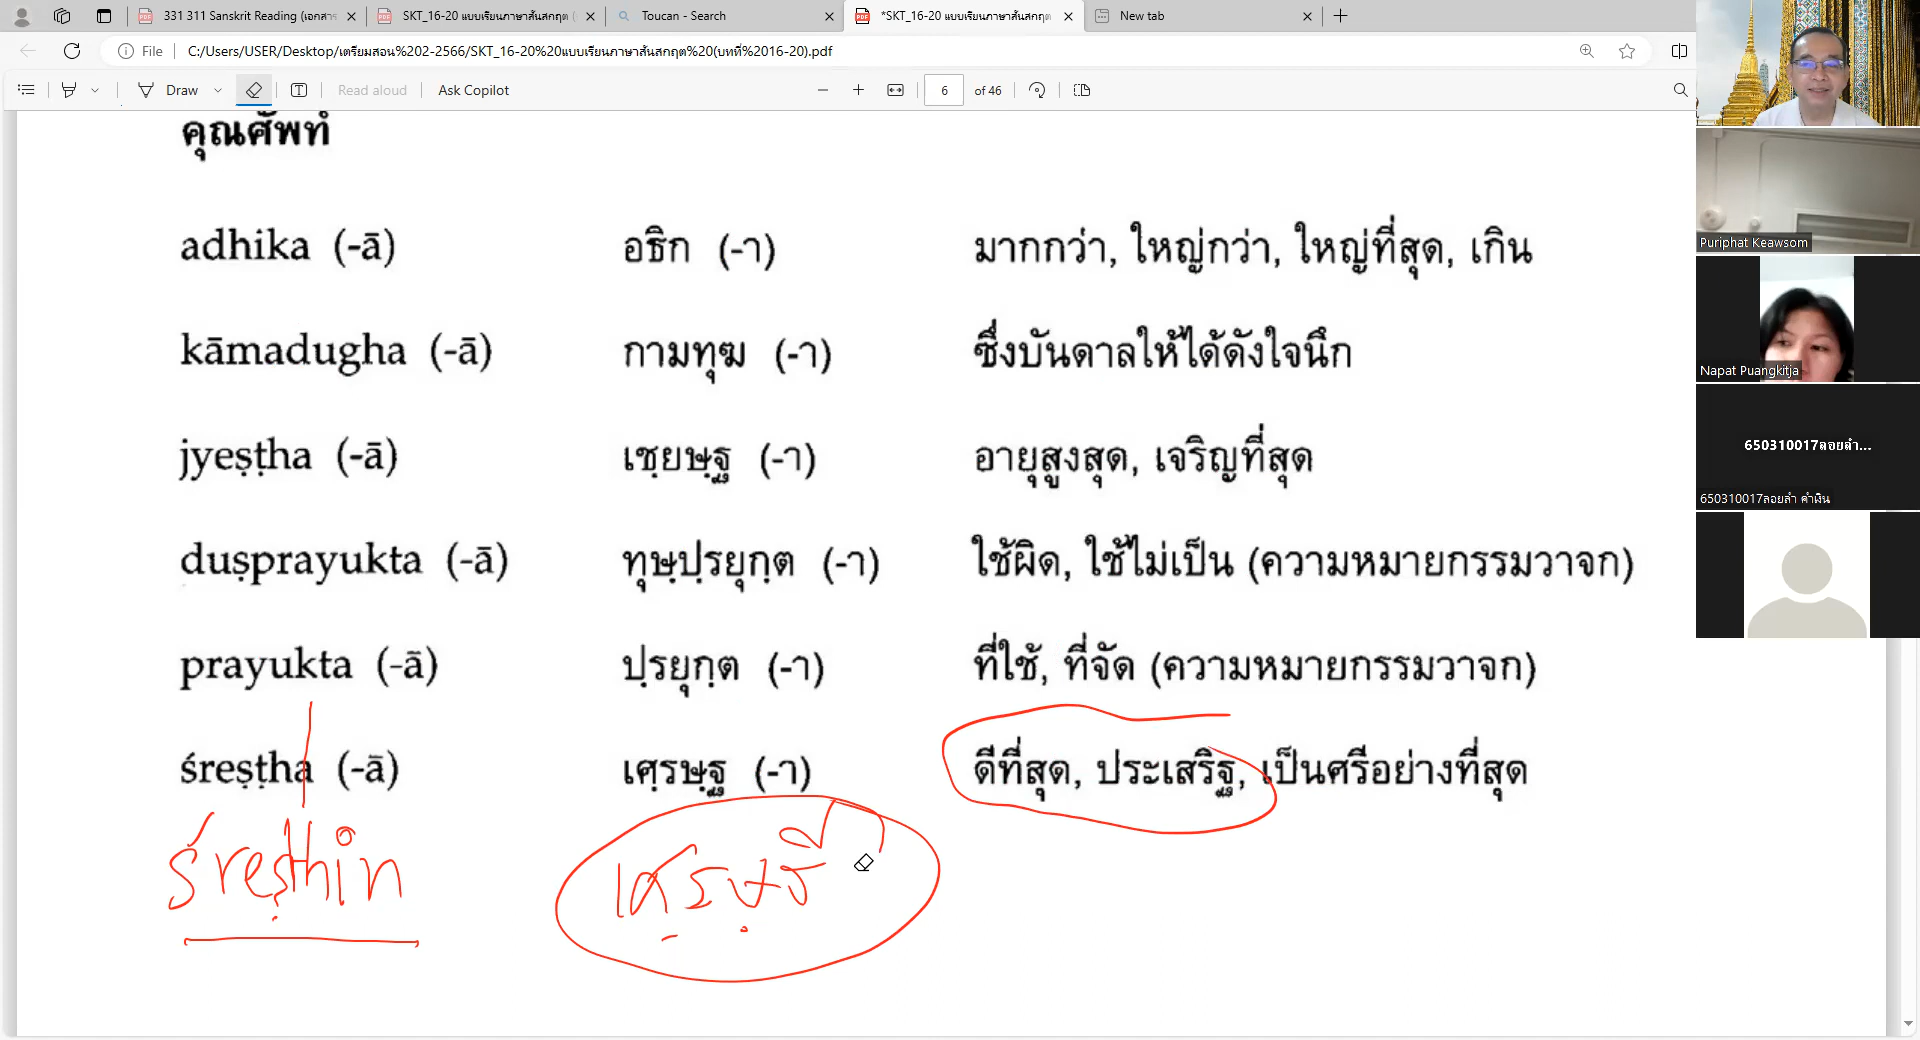 331 311 Sanskrit Reading (เอกสาร
SKT_16-20 แบบเรียนภาษาสันสกฤต
Toucan - Search
*SKT_16-20 แบบเรียนภาษาสันสกฤต
New tab
File
C:/Users/USER/Desktop/เตรียมสอน%202-2566/SKT_16-20%20แบบเรียนภาษาสันสกฤต%20(บทที่%2016-20).pdf
Draw
Read aloud
Ask Copilot
6
of 46
คุณศัพท์
adhika (-ā) อธิก (-า) มากกว่า, ใหญ่กว่า, ใหญ่ที่สุด, เกิน
kāmadugha (-ā) กามทุฆ (-า) ซึ่งบันดาลให้ได้ดังใจนึก
jyeṣṭha (-ā) เชฺยษฺฐ (-า) อายุสูงสุด, เจริญที่สุด
duṣprayukta (-ā) ทุษฺปฺรยุกฺต (-า) ใช้ผิด, ใช้ไม่เป็น (ความหมายกรรมวาจก)
prayukta (-ā) ปฺรยุกฺต (-า) ที่ใช้, ที่จัด (ความหมายกรรมวาจก)
śreṣṭha (-ā) เศฺรษฺฐ (-า) ดีที่สุด, ประเสริฐ, เป็นศรีอย่างที่สุด
Puriphat Keawsom
Napat Puangkitja
650310017ลอยลำ...
650310017ลอยลำ คำผิน